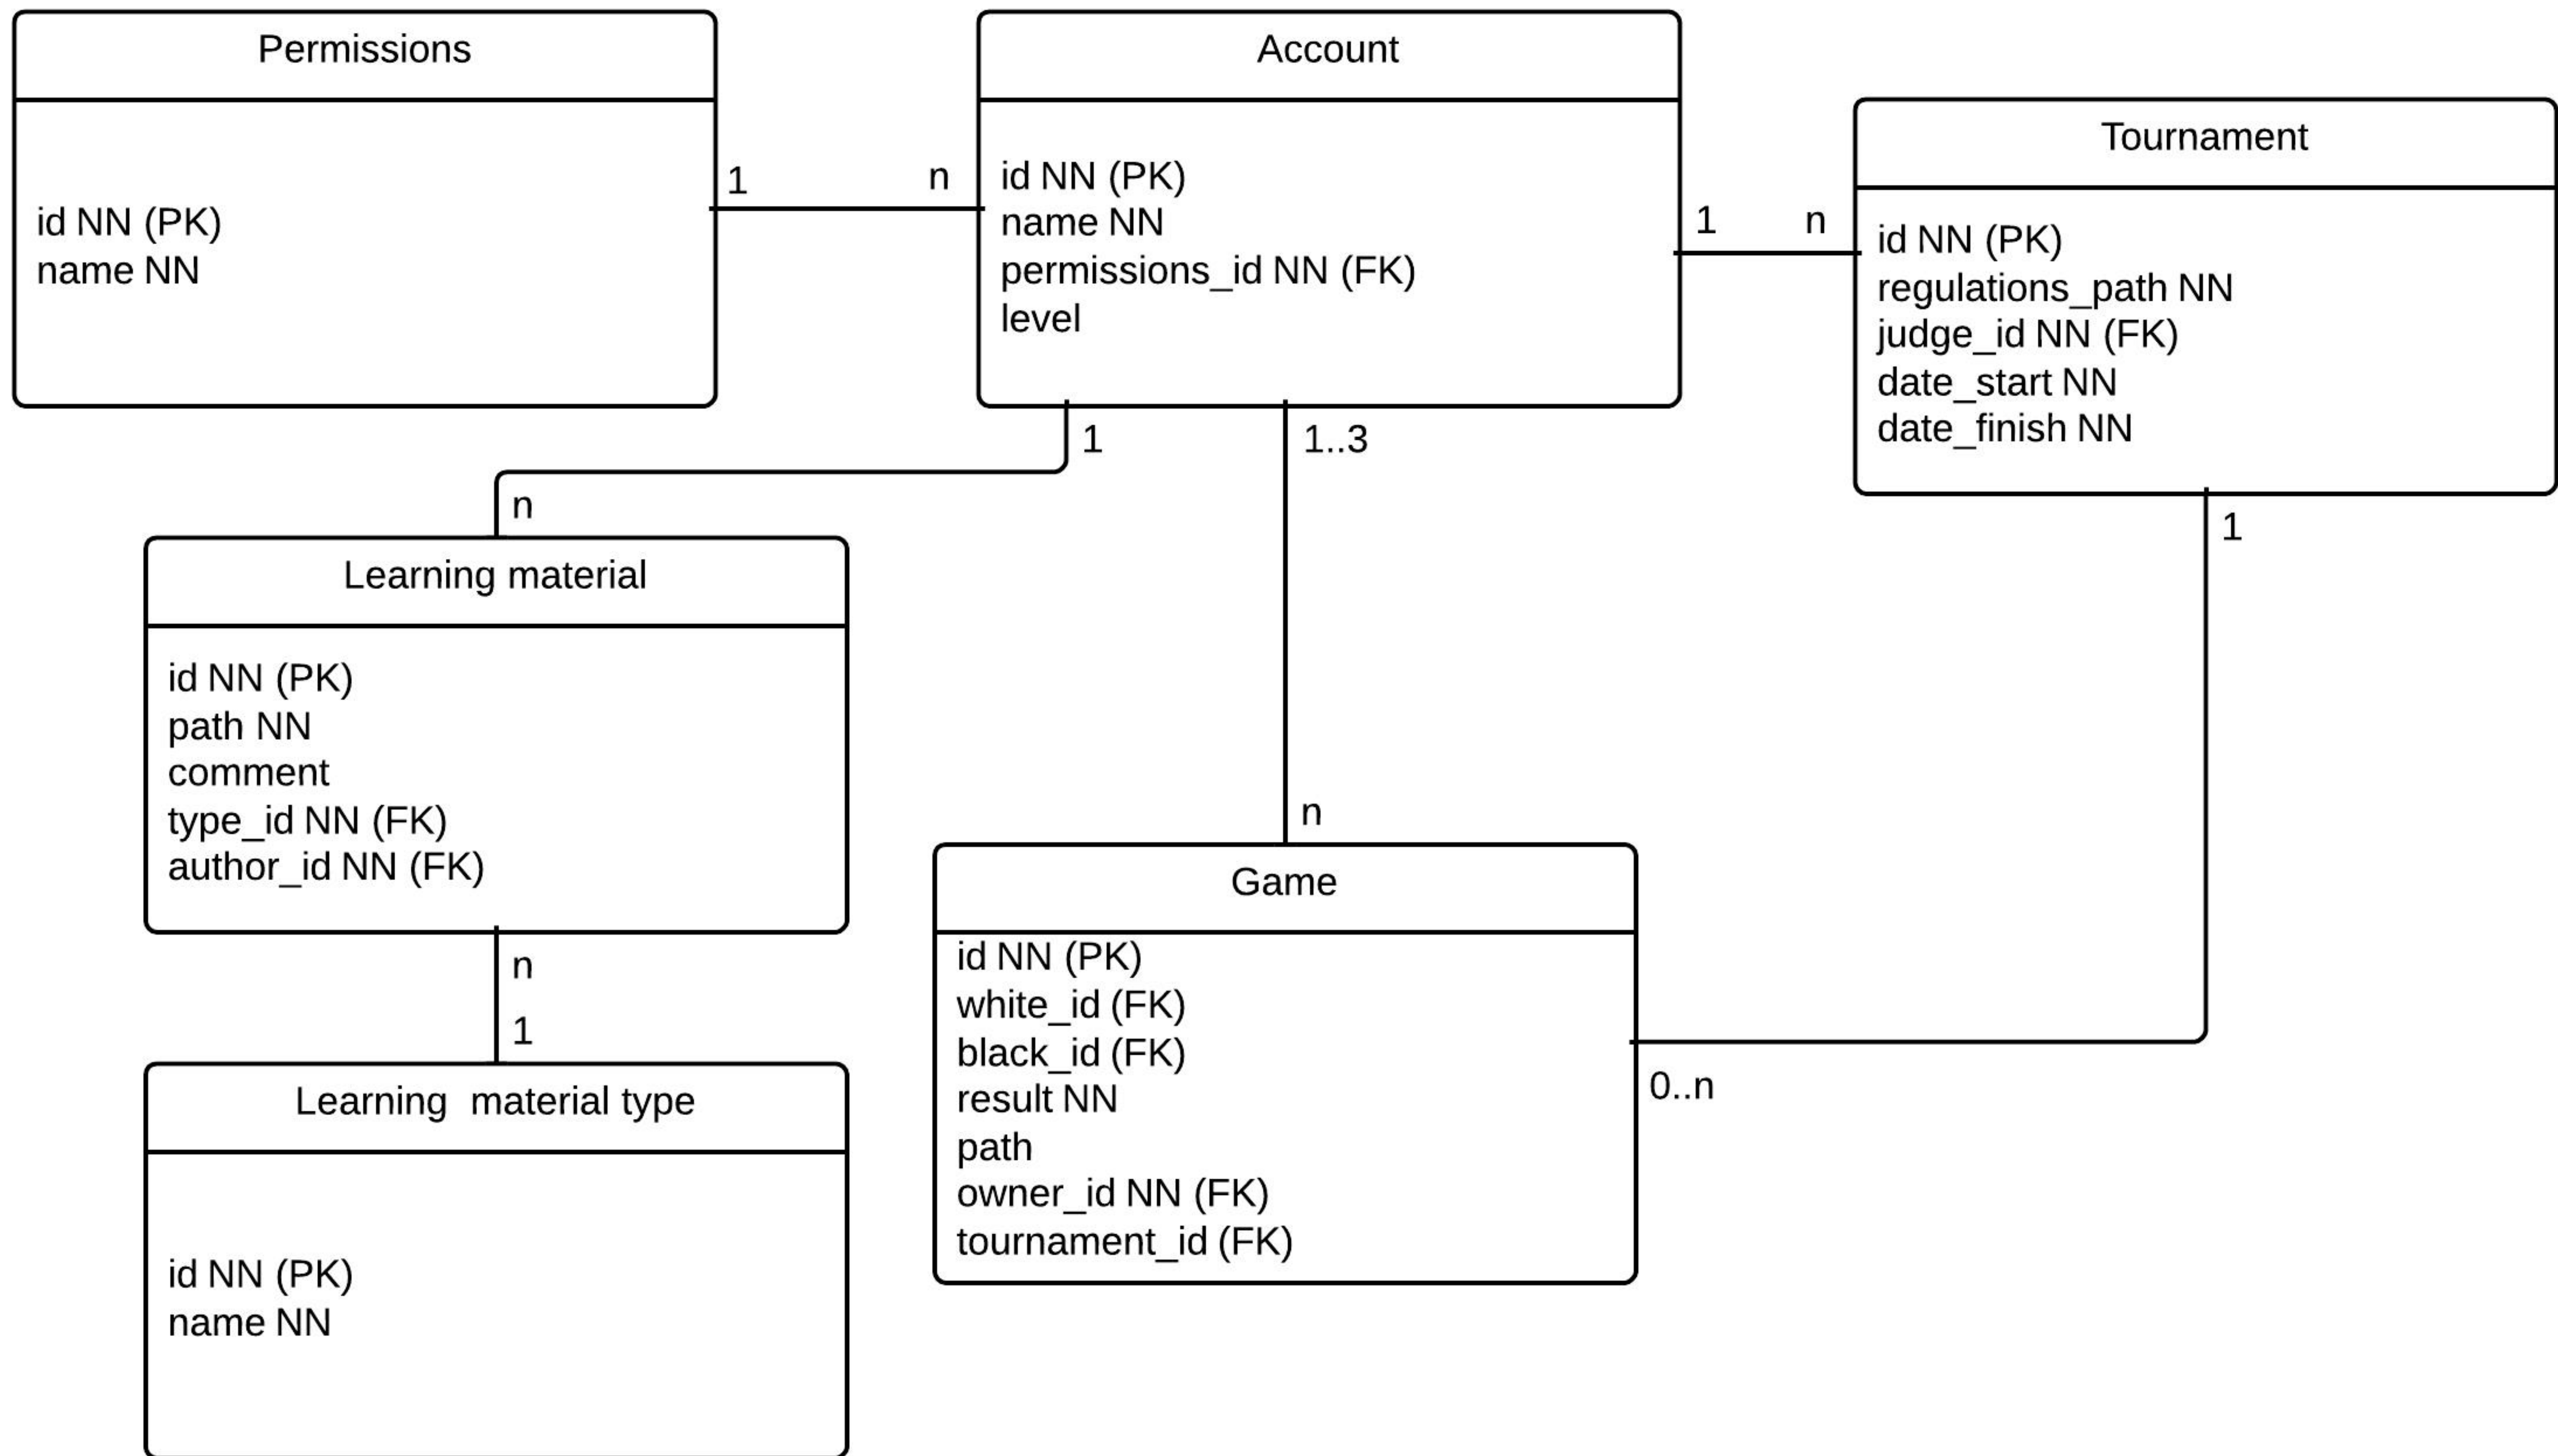 Permissions
id NN (PK)
name NN
1
n
Account
id NN (PK)
name NN
permissions_id NN (FK)
level
1
n
Tournament
id NN (PK)
regulations_path NN
judge_id NN (FK)
date_start NN
date_finish NN
1
n
1..3
n
1
0..n
Learning material
id NN (PK)
path NN
comment
type_id NN (FK)
author_id NN (FK)
n
1
Learning  material type
id NN (PK)
name NN
Game
id NN (PK)
white_id (FK)
black_id (FK)
result NN
path
owner_id NN (FK)
tournament_id (FK)